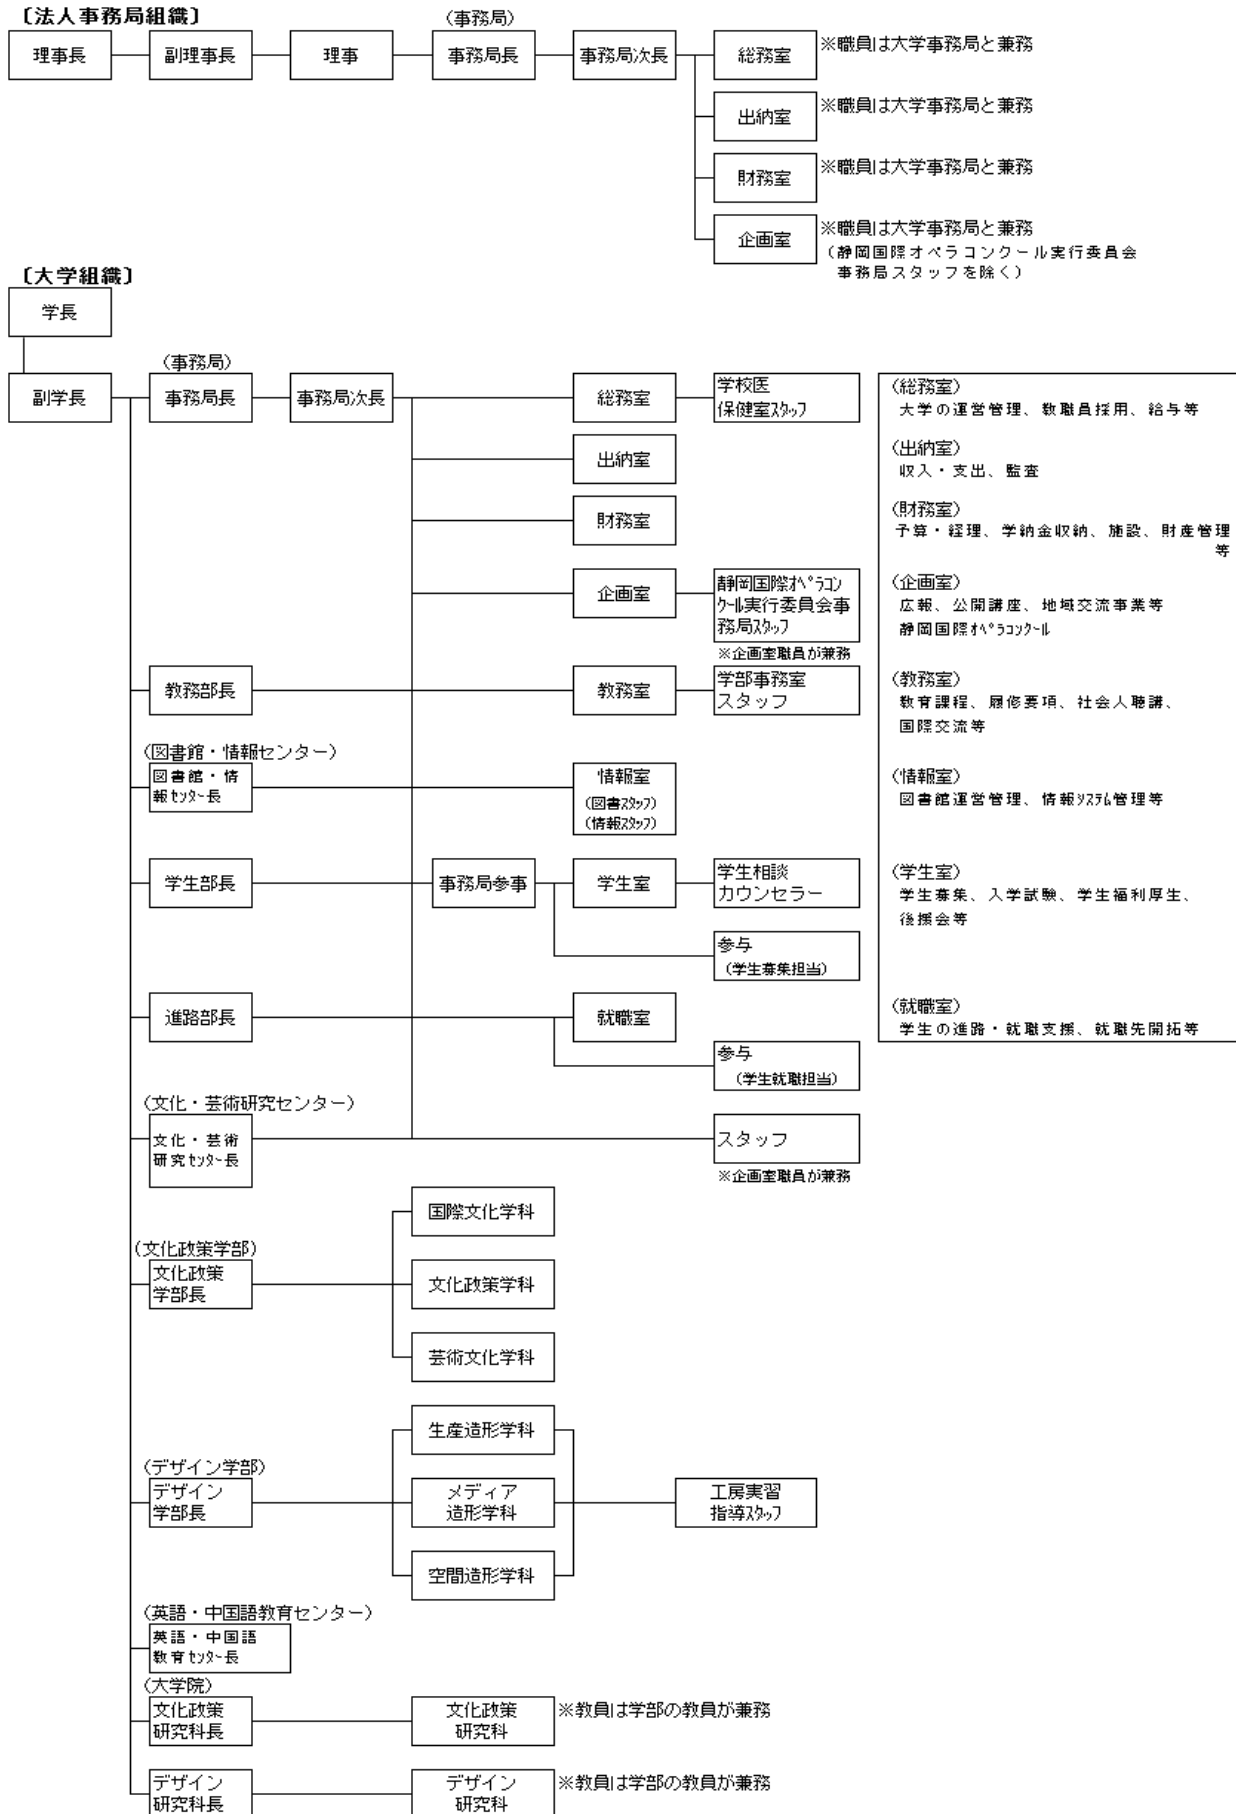 〔法人事務局組織〕
（事務局）
理事長 副理事長 理事 事務局長 事務局次長 総務室 ※職員は大学事務局と兼務
出納室 ※職員は大学事務局と兼務
財務室 ※職員は大学事務局と兼務
企画室 ※職員は大学事務局と兼務
（静岡国際オペラコンクール実行委員会
事務局スタッフを除く）
〔大学組織〕
学長
（事務局）
副学長 事務局長 事務局次長 総務室
学校医
保健室スタッフ
出納室
財務室
企画室
静岡国際オペラコン
クール実行委員会事
務局スタッフ
※企画室職員が兼務
教務部長 教務室
学部事務室
スタッフ
（図書館・情報センター）
図書館・情
報センター長
情報室
（図書スタッフ）
（情報スタッフ）
学生部長 事務局参事 学生室
学生相談
カウンセラー
参与
（学生募集担当）
進路部長 就職室
参与
（学生就職担当）
（文化・芸術研究センター）
文化・芸術
研究センター長
スタッフ
※企画室職員が兼務
（総務室）
大学の運営管理、教職員採用、給与等
（出納室）
収入・支出、監査
（財務室）
予算・経理、学納金収納、施設、財産管理
等
（企画室）
広報、公開講座、地域交流事業等
静岡国際オペラコンクール
（教務室）
教育課程、履修要項、社会人聴講、
国際交流等
（情報室）
図書館運営管理、情報システム管理等
（学生室）
学生募集、入学試験、学生福利厚生、
後援会等
（就職室）
学生の進路・就職支援、就職先開拓等
国際文化学科
（文化政策学部）
文化政策
学部長
文化政策学科
芸術文化学科
生産造形学科
（デザイン学部）
デザイン
学部長
メディア
造形学科
工房実習
指導スタッフ
空間造形学科
（英語・中国語教育センター）
英語・中国語
教育センター長
（大学院）
文化政策
研究科長
文化政策
研究科
※教員は学部の教員が兼務
デザイン
研究科長
デザイン
研究科
※教員は学部の教員が兼務